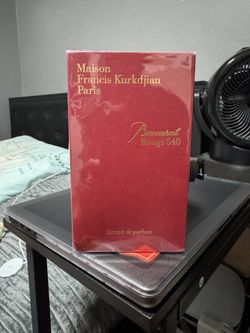 Maison
Francis Kurkdjian
Paris
Baccarat
Rouge 540
Extrait de parfum